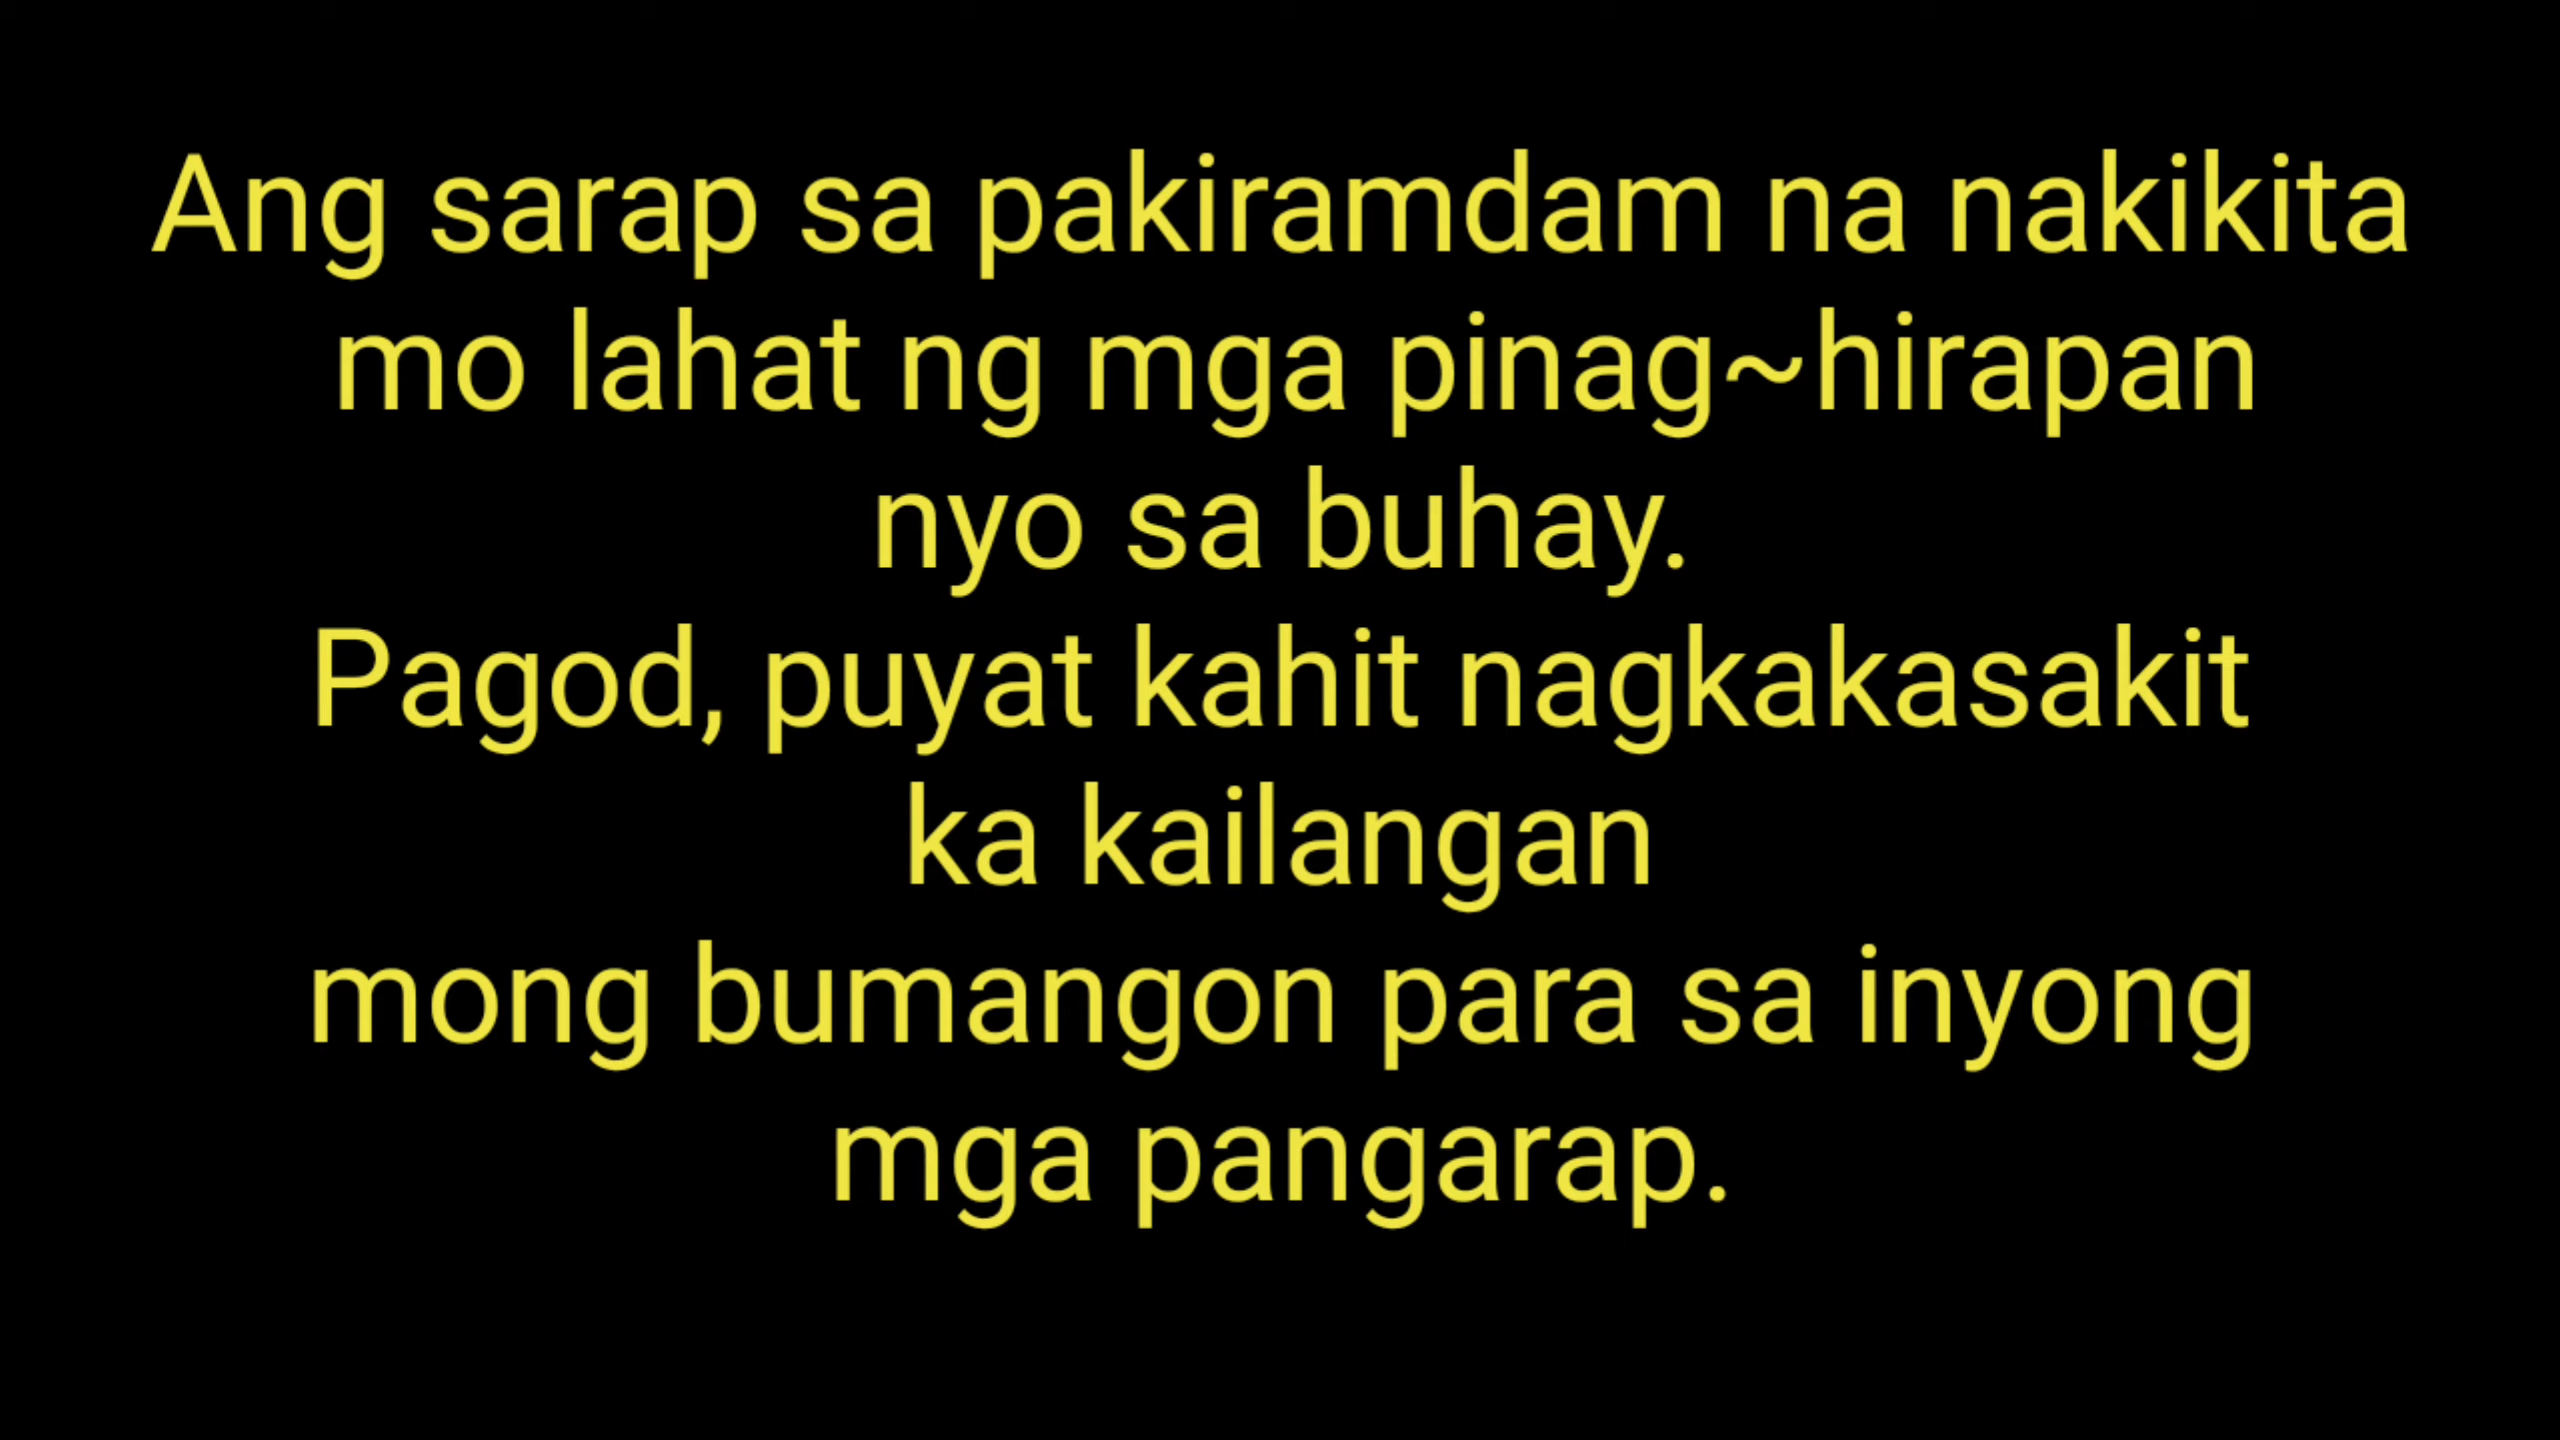 Ang sarap sa pakiramdam na nakikita
mo lahat ng mga pinag~hirapan
nyo sa buhay.
Pagod, puyat kahit nagkakasakit
ka kailangan
mong bumangon para sa inyong
mga pangarap.